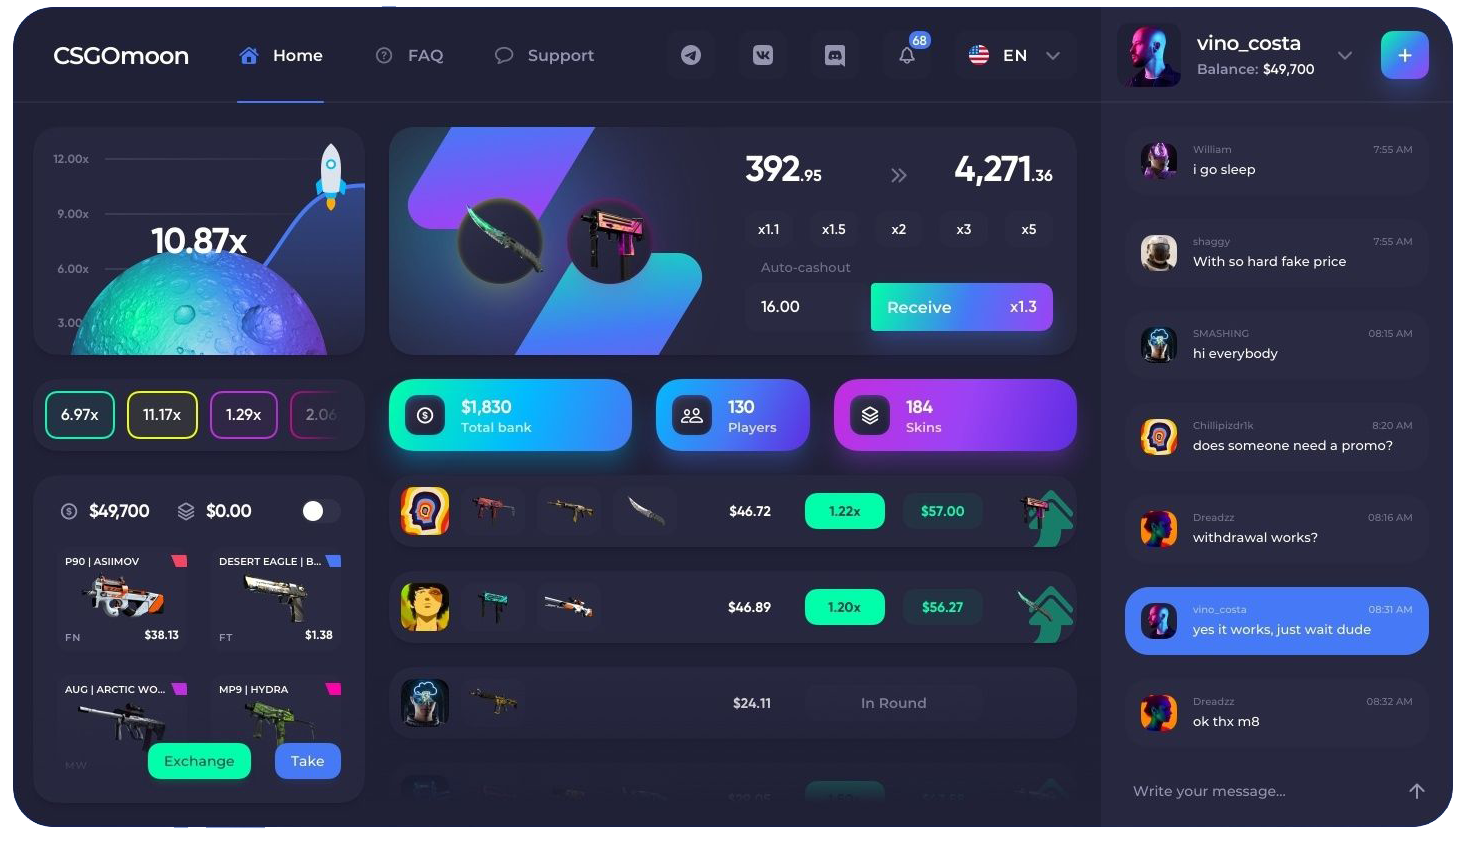 CSGOmoon
Home
FAQ
Support
68
EN
vino_costa
Balance: $49,700
+
12.00x
9.00x
6.00x
3.00
10.87x
392.95
4,271.36
x1.1
x1.5
x2
x3
x5
Auto-cashout
16.00
Receive
x1.3
6.97x
11.17x
1.29x
2.06
$1,830
Total bank
130
Players
184
Skins
$49,700
$0.00
P90 | ASIIMOV
FN
$38.13
DESERT EAGLE | B...
FT
$1.38
AUG | ARCTIC WO...
MW
MP9 | HYDRA
Exchange
Take
$46.72
1.22x
$57.00
$46.89
1.20x
$56.27
$24.11
In Round
William
7:55 AM
i go sleep
shaggy
7:55 AM
With so hard fake price
SMASHING
08:15 AM
hi everybody
Chillipizdr1k
8:20 AM
does someone need a promo?
Dreadzz
08:16 AM
withdrawal works?
vino_costa
08:31 AM
yes it works, just wait dude
Dreadzz
08:32 AM
ok thx m8
Write your message...